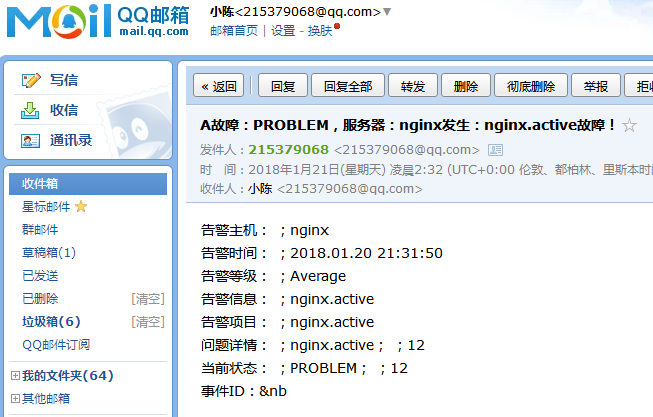 Mail QQ邮箱 mail.qq.com
小陈<215379068@qq.com>▼
邮箱首页 | 设置 - 换肤
写信
收信
通讯录
收件箱
星标邮件
群邮件
草稿箱(1)
已发送
已删除 [清空]
垃圾箱(6) [清空]
QQ邮件订阅
我的文件夹(64)
其他邮箱
« 返回 回复 回复全部 转发 删除 彻底删除 举报 拒收
A故障：PROBLEM，服务器：nginx发生：nginx.active故障！☆
发件人：215379068 <215379068@qq.com>
时　间：2018年1月21日(星期天) 凌晨2:32 (UTC+0:00 伦敦、都柏林、里斯本时间
收件人：小陈 <215379068@qq.com>
告警主机： ；nginx
告警时间： ；2018.01.20 21:31:50
告警等级： ；Average
告警信息： ；nginx.active
告警项目： ；nginx.active
问题详情： ；nginx.active； ；12
当前状态： ；PROBLEM； ；12
事件ID：&nb